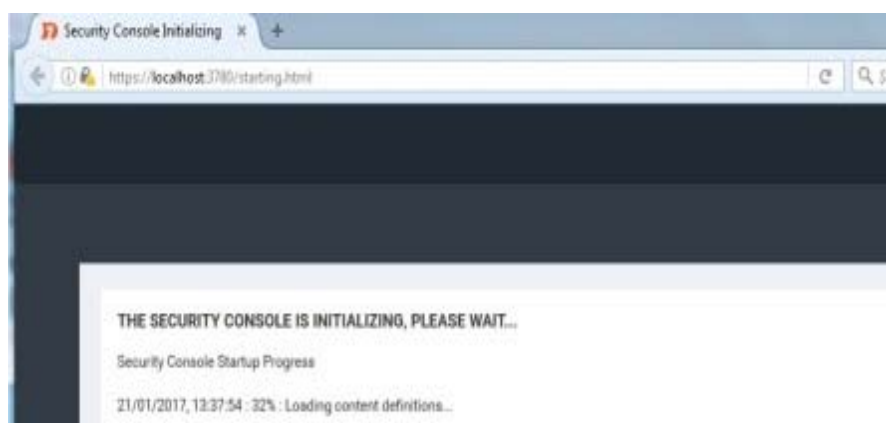 Security Console Initializing × +
https://localhost:3780/starting.html
THE SECURITY CONSOLE IS INITIALIZING, PLEASE WAIT...
Security Console Startup Progress
21/01/2017, 13:37:54 : 32% : Loading content definitions...